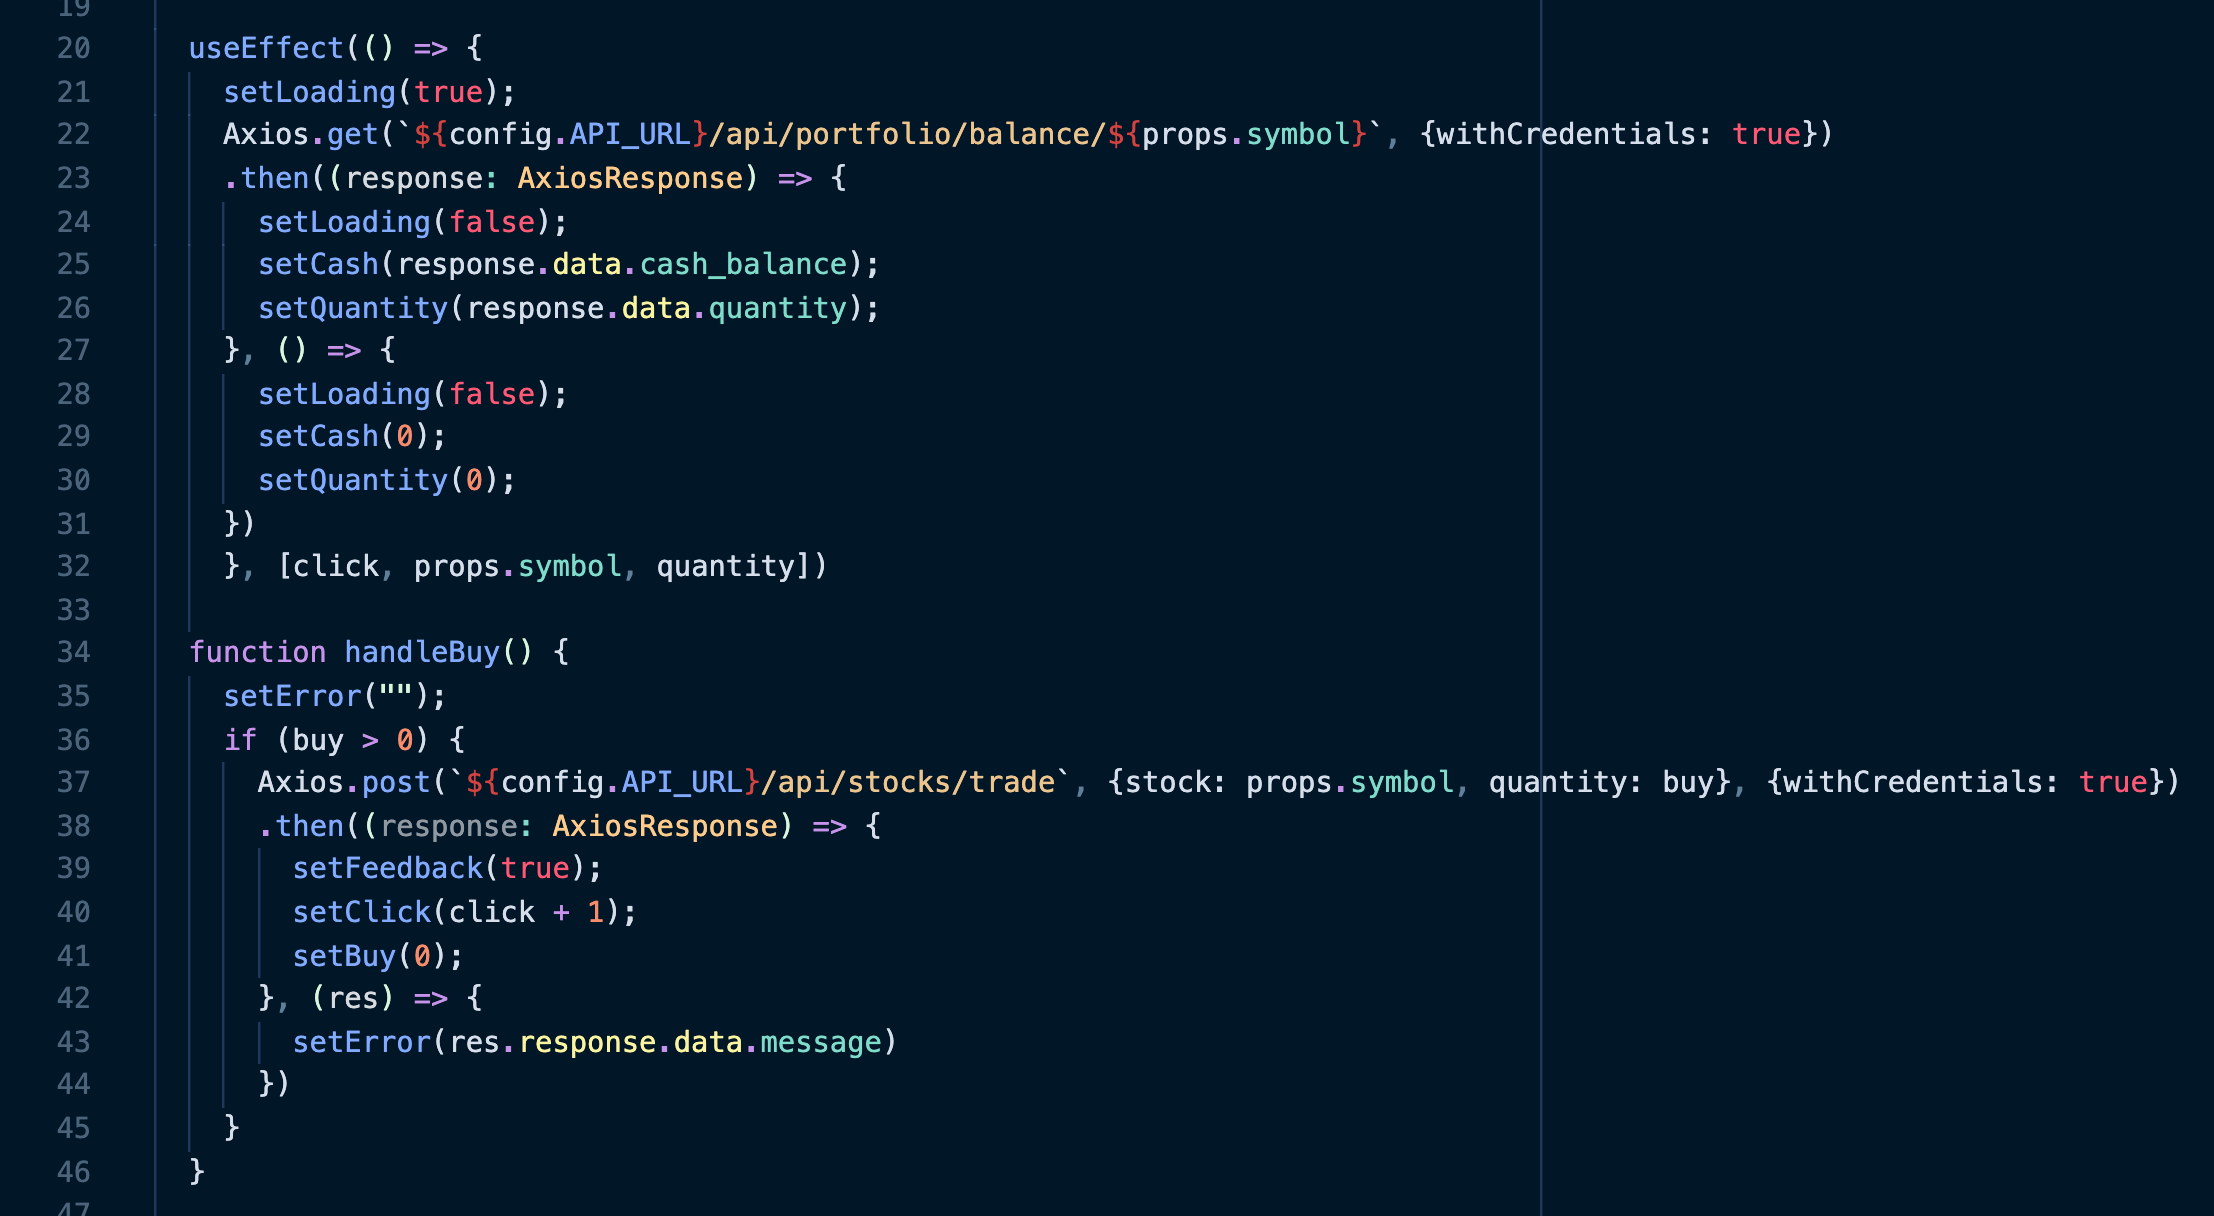 19
20 useEffect(() => {
21 setLoading(true);
22 Axios.get(`${config.API_URL}/api/portfolio/balance/${props.symbol}`, {withCredentials: true})
23 .then((response: AxiosResponse) => {
24 setLoading(false);
25 setCash(response.data.cash_balance);
26 setQuantity(response.data.quantity);
27 }, () => {
28 setLoading(false);
29 setCash(0);
30 setQuantity(0);
31 })
32 }, [click, props.symbol, quantity])
33
34 function handleBuy() {
35 setError("");
36 if (buy > 0) {
37 Axios.post(`${config.API_URL}/api/stocks/trade`, {stock: props.symbol, quantity: buy}, {withCredentials: true})
38 .then((response: AxiosResponse) => {
39 setFeedback(true);
40 setClick(click + 1);
41 setBuy(0);
42 }, (res) => {
43 setError(res.response.data.message)
44 })
45 }
46 }
47